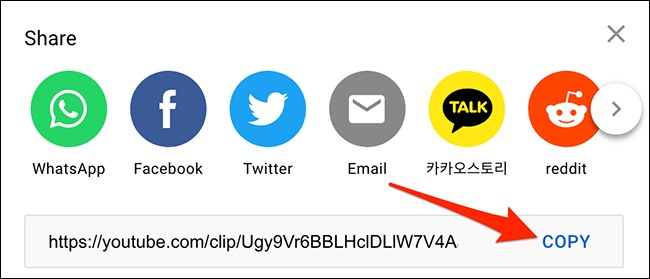 Share
TALK
WhatsApp Facebook Twitter Email 카카오스토리 reddit
https://youtube.com/clip/Ugy9Vr6BBLHclDLlW7V4A COPY